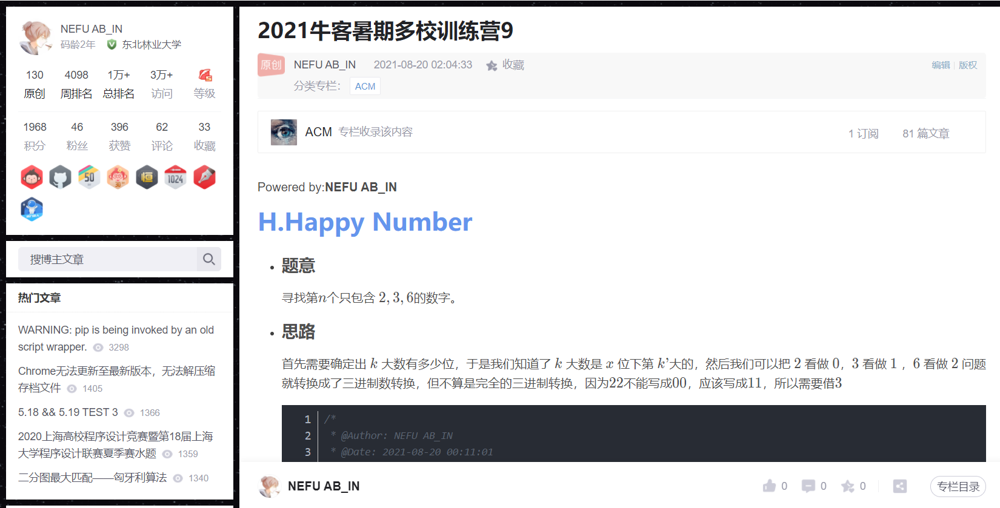 NEFU AB_IN
码龄2年 东北林业大学
130 4098 1万+ 3万+
原创 周排名 总排名 访问 等级
1968 46 396 62 33
积分 粉丝 获赞 评论 收藏
50 30 1024
搜博主文章
热门文章
WARNING: pip is being invoked by an old
script wrapper. 3298
Chrome无法更新至最新版本，无法解压缩
存档文件 1405
5.18 && 5.19 TEST 3 1366
2020上海高校程序设计竞赛暨第18届上海
大学程序设计联赛夏季赛水题 1359
二分图最大匹配——匈牙利算法 1340
2021牛客暑期多校训练营9
原创 NEFU AB_IN 2021-08-20 02:04:33 收藏 编辑 版权
分类专栏： ACM
ACM 专栏收录该内容 1 订阅 81 篇文章
Powered by:NEFU AB_IN
H.Happy Number
• 题意
寻找第n个只包含 2, 3, 6的数字。
• 思路
首先需要确定出 k 大数有多少位，于是我们知道了 k 大数是 x 位下第 k’大的，然后我们可以把 2 看做 0，3 看做 1 ，6 看做 2 问题
就转换成了三进制数转换，但不算是完全的三进制转换，因为22不能写成00，应该写成11，所以需要借3
1 /*
2 * @Author: NEFU AB_IN
3 * @Date: 2021-08-20 00:11:01
NEFU AB_IN 0 0 0 专栏目录